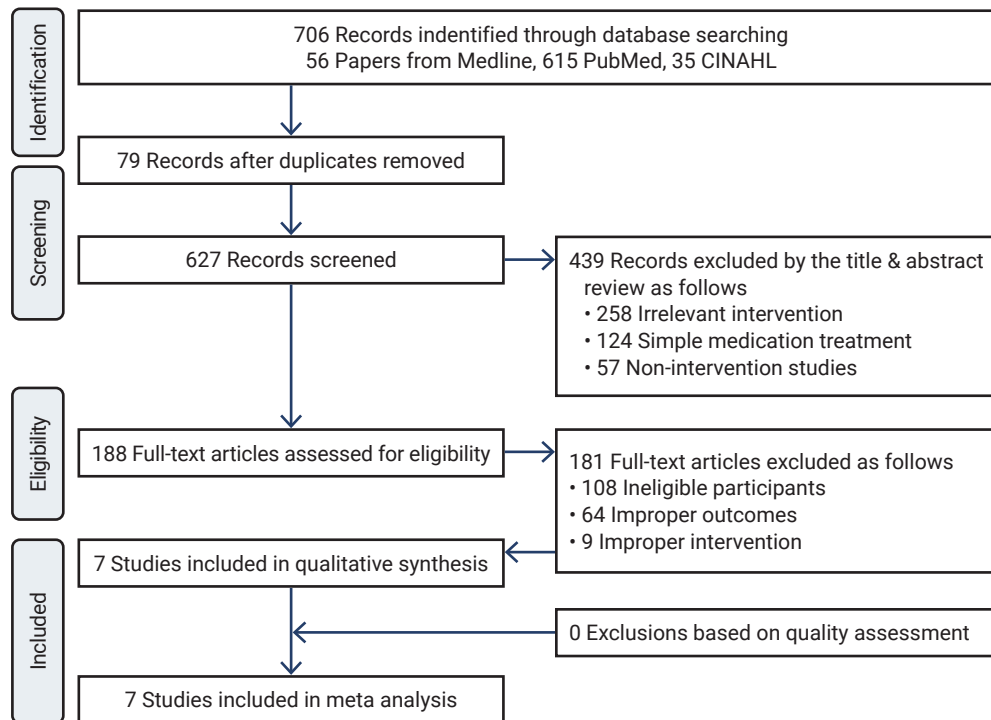 Identification
706 Records indentified through database searching
56 Papers from Medline, 615 PubMed, 35 CINAHL
79 Records after duplicates removed
Screening
627 Records screened
439 Records excluded by the title & abstract
review as follows
• 258 Irrelevant intervention
• 124 Simple medication treatment
• 57 Non-intervention studies
Eligibility
188 Full-text articles assessed for eligibility
181 Full-text articles excluded as follows
• 108 Ineligible participants
• 64 Improper outcomes
• 9 Improper intervention
Included
7 Studies included in qualitative synthesis
0 Exclusions based on quality assessment
7 Studies included in meta analysis